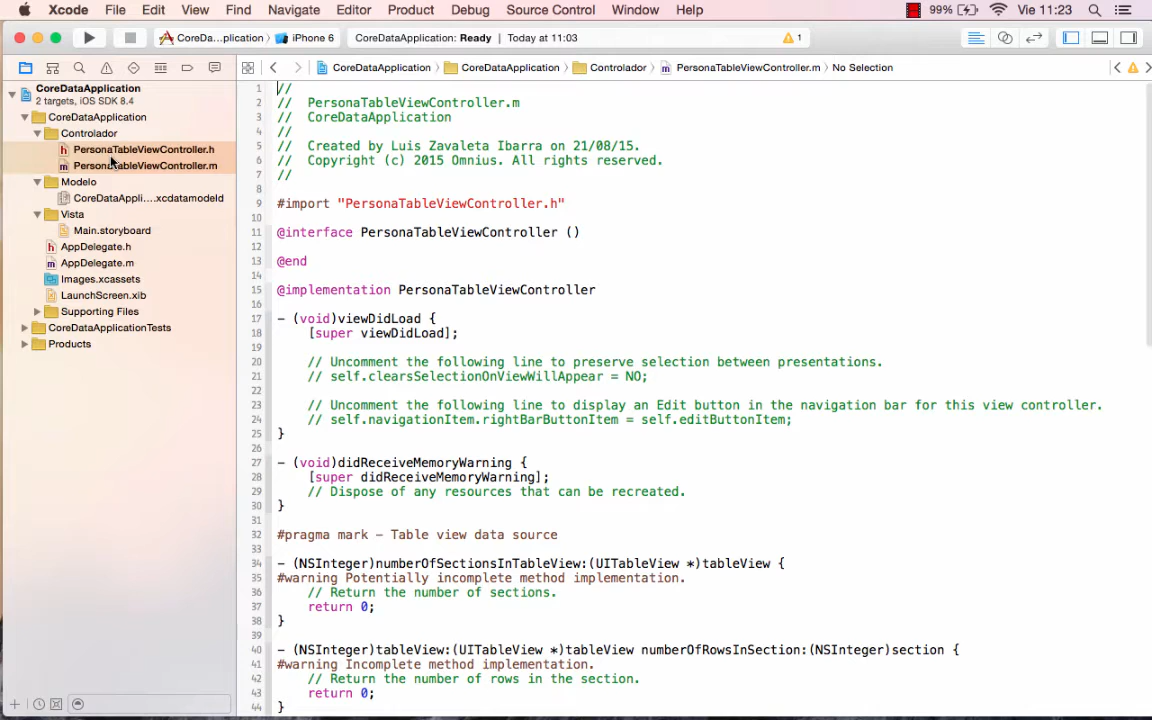 Xcode File Edit View Find Navigate Editor Product Debug Source Control Window Help 99% Vie 11:23
CoreDa...plication iPhone 6 CoreDataApplication: Ready Today at 11:03 1
CoreDataApplication CoreDataApplication Controlador PersonaTableViewController.m No Selection
CoreDataApplication
2 targets, iOS SDK 8.4
CoreDataApplication
Controlador
PersonaTableViewController.h
PersonaTableViewController.m
Modelo
CoreDataAppli....xcdatamodeld
Vista
Main.storyboard
AppDelegate.h
AppDelegate.m
Images.xcassets
LaunchScreen.xib
Supporting Files
CoreDataApplicationTests
Products
1 //
2 // PersonaTableViewController.m
3 // CoreDataApplication
4 //
5 // Created by Luis Zavaleta Ibarra on 21/08/15.
6 // Copyright (c) 2015 Omnius. All rights reserved.
7 //
8
9 #import "PersonaTableViewController.h"
10
11 @interface PersonaTableViewController ()
12
13 @end
14
15 @implementation PersonaTableViewController
16
17 - (void)viewDidLoad {
18 [super viewDidLoad];
19
20 // Uncomment the following line to preserve selection between presentations.
21 // self.clearsSelectionOnViewWillAppear = NO;
22
23 // Uncomment the following line to display an Edit button in the navigation bar for this view controller.
24 // self.navigationItem.rightBarButtonItem = self.editButtonItem;
25 }
26
27 - (void)didReceiveMemoryWarning {
28 [super didReceiveMemoryWarning];
29 // Dispose of any resources that can be recreated.
30 }
31
32 #pragma mark - Table view data source
33
34 - (NSInteger)numberOfSectionsInTableView:(UITableView *)tableView {
35 #warning Potentially incomplete method implementation.
36 // Return the number of sections.
37 return 0;
38 }
39
40 - (NSInteger)tableView:(UITableView *)tableView numberOfRowsInSection:(NSInteger)section {
41 #warning Incomplete method implementation.
42 // Return the number of rows in the section.
43 return 0;
44 }